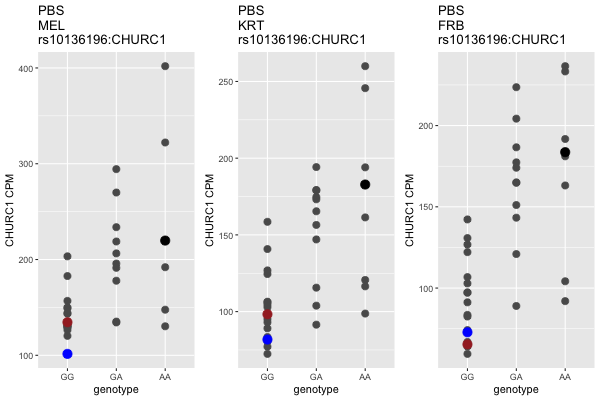 PBS
MEL
rs10136196:CHURC1
400
300
200
100
CHURC1 CPM
GG GA AA
genotype
PBS
KRT
rs10136196:CHURC1
250
200
150
100
CHURC1 CPM
GG GA AA
genotype
PBS
FRB
rs10136196:CHURC1
200
150
100
CHURC1 CPM
GG GA AA
genotype